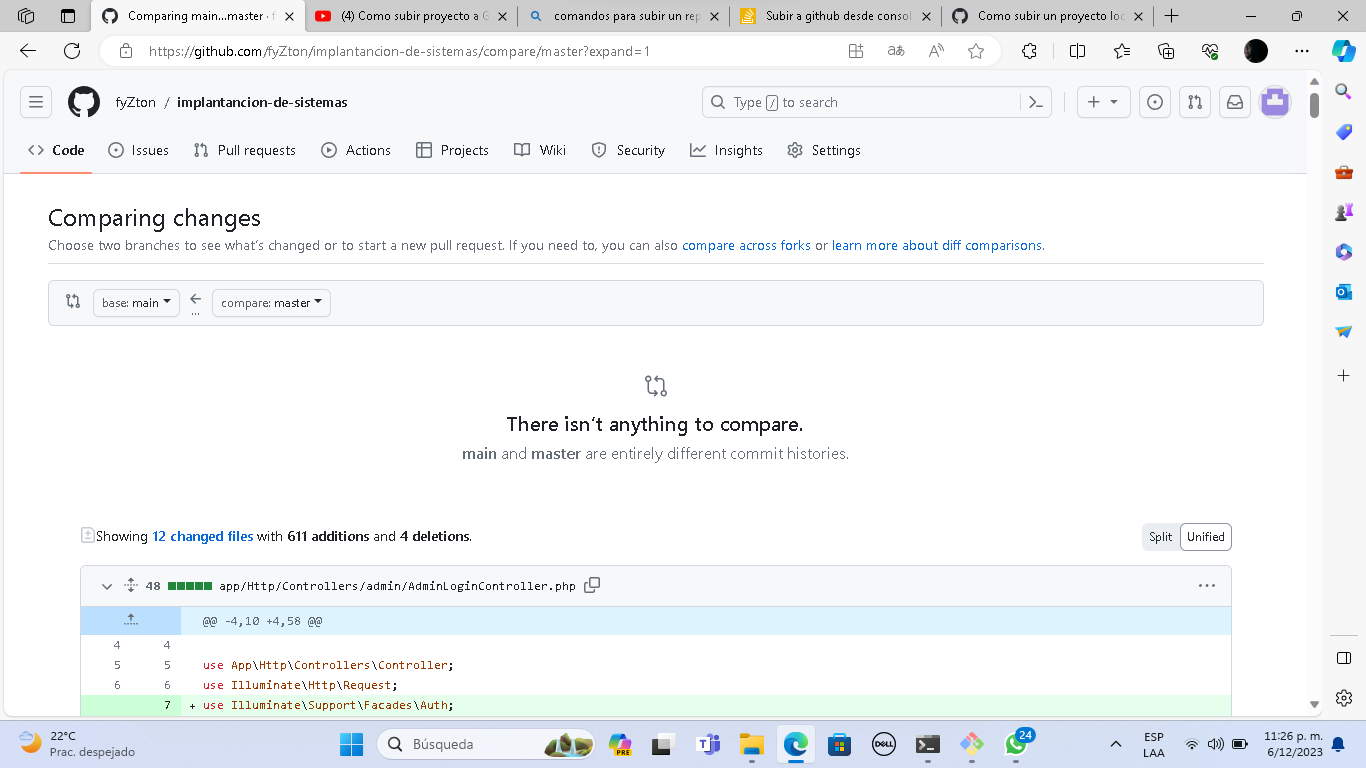 Comparing main...master · f
(4) Como subir proyecto a G
comandos para subir un rep
Subir a github desde consol
Como subir un proyecto loc
https://github.com/fyZton/implantancion-de-sistemas/compare/master?expand=1
fyZton / implantancion-de-sistemas
Type / to search
Code Issues Pull requests Actions Projects Wiki Security Insights Settings
Comparing changes
Choose two branches to see what's changed or to start a new pull request. If you need to, you can also compare across forks or learn more about diff comparisons.
base: main ← compare: master
...
There isn't anything to compare.
main and master are entirely different commit histories.
Showing 12 changed files with 611 additions and 4 deletions.
Split Unified
48 app/Http/Controllers/admin/AdminLoginController.php
@@ -4,10 +4,58 @@
4 4
5 5 use App\Http\Controllers\Controller;
6 6 use Illuminate\Http\Request;
7 + use Illuminate\Support\Facades\Auth;
22°C
Prac. despejado
Búsqueda
PRE
DELL
24
ESP
LAA
11:26 p. m.
6/12/2023